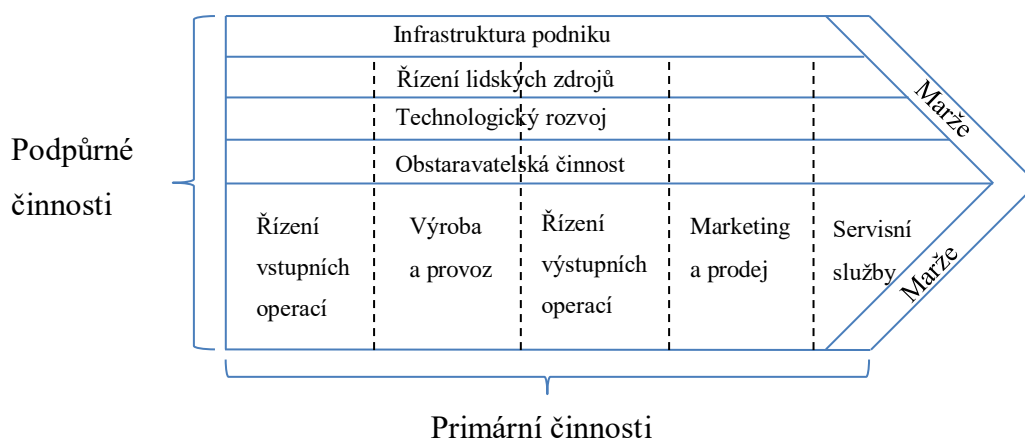 Infrastruktura podniku
Řízení lidských zdrojů
Technologický rozvoj
Obstaravatelská činnost
Podpůrné
činnosti
Řízení
vstupních
operací
Výroba
a provoz
Řízení
výstupních
operací
Marketing
a prodej
Servisní
služby
Marže
Marže
Primární činnosti